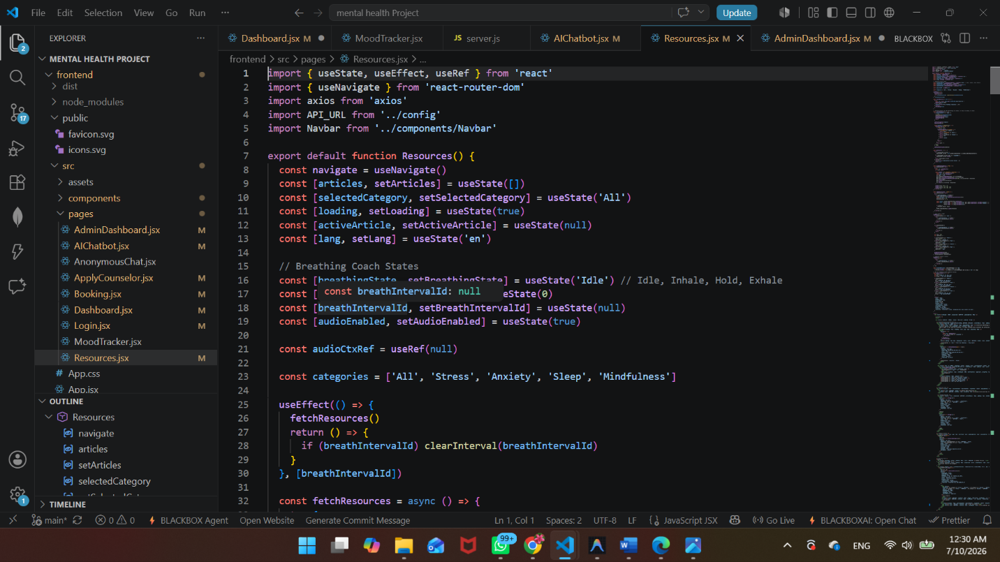 File Edit Selection View Go Run ···
mental health Project
Update
EXPLORER
MENTAL HEALTH PROJECT
frontend
dist
node_modules
public
favicon.svg
icons.svg
src
assets
components
pages
AdminDashboard.jsx M
AIChatbot.jsx M
AnonymousChat.jsx
ApplyCounselor.jsx M
Booking.jsx M
Dashboard.jsx M
Login.jsx M
MoodTracker.jsx
Resources.jsx M
App.css
App.jsx
OUTLINE
Resources
navigate
articles
setArticles
selectedCategory
TIMELINE
2
17
1
Dashboard.jsx M
MoodTracker.jsx
JS server.js
AIChatbot.jsx M
Resources.jsx M
AdminDashboard.jsx M
BLACKBOX
frontend > src > pages > Resources.jsx > ...
1 import { useState, useEffect, useRef } from 'react'
2 import { useNavigate } from 'react-router-dom'
3 import axios from 'axios'
4 import API_URL from '../config'
5 import Navbar from '../components/Navbar'
6
7 export default function Resources() {
8 const navigate = useNavigate()
9 const [articles, setArticles] = useState([])
10 const [selectedCategory, setSelectedCategory] = useState('All')
11 const [loading, setLoading] = useState(true)
12 const [activeArticle, setActiveArticle] = useState(null)
13 const [lang, setLang] = useState('en')
14
15 // Breathing Coach States
16 const [breathingState, setBreathingState] = useState('Idle') // Idle, Inhale, Hold, Exhale
const breathIntervalId: null
17 const [ eState(0)
18 const [breathIntervalId, setBreathIntervalId] = useState(null)
19 const [audioEnabled, setAudioEnabled] = useState(true)
20
21 const audioCtxRef = useRef(null)
22
23 const categories = ['All', 'Stress', 'Anxiety', 'Sleep', 'Mindfulness']
24
25 useEffect(() => {
26 fetchResources()
27 return () => {
28 if (breathIntervalId) clearInterval(breathIntervalId)
29 }
30 }, [breathIntervalId])
31
32 const fetchResources = async () => {
main* 0 0 BLACKBOX Agent Open Website Generate Commit Message
Ln 1, Col 1 Spaces: 2 UTF-8 LF {} JavaScript JSX Go Live BLACKBOXAI: Open Chat Prettier
99+
ENG
12:30 AM
7/10/2026